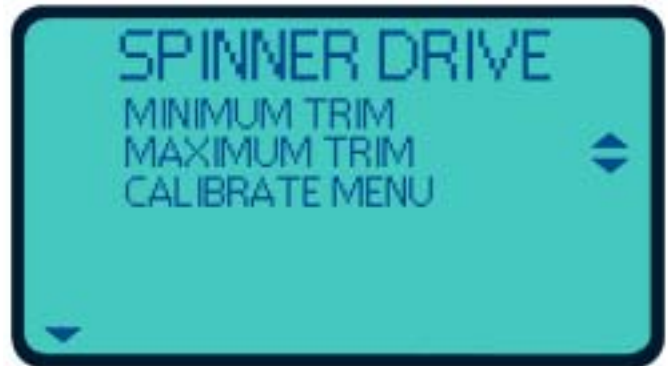 SPINNER DRIVE
MINIMUM TRIM
MAXIMUM TRIM
CALIBRATE MENU